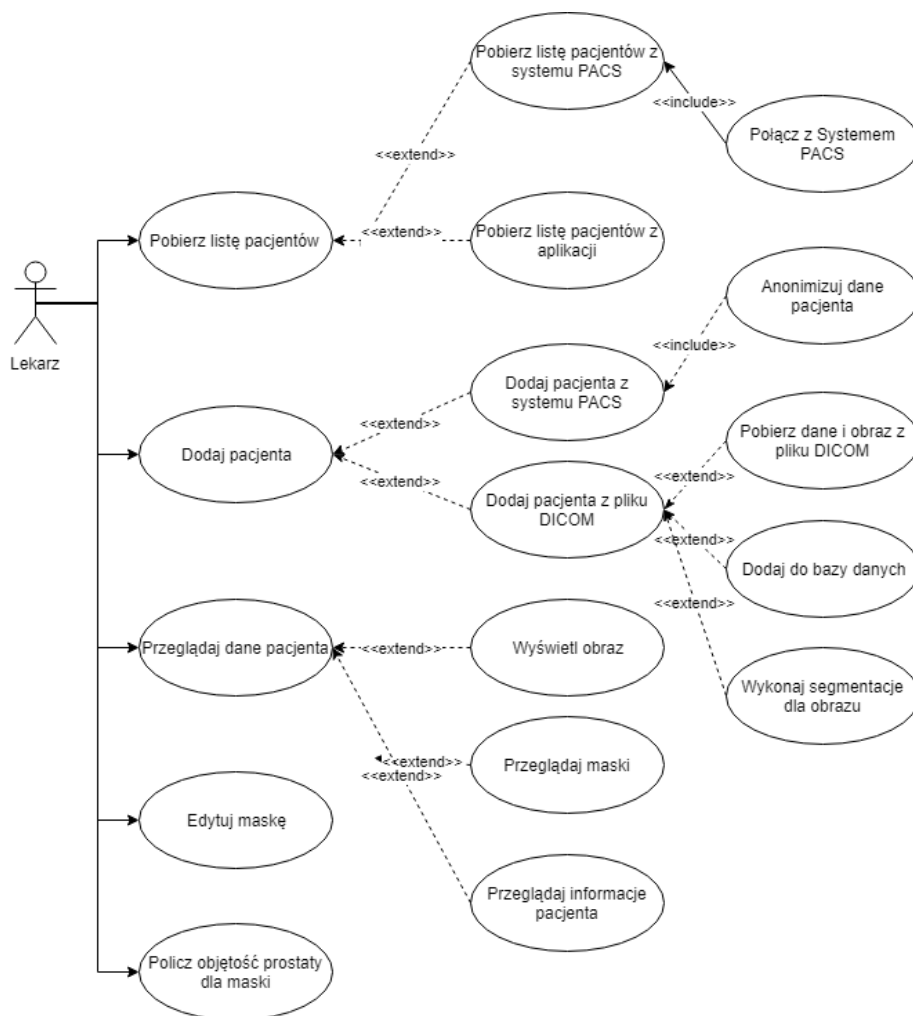 Pobierz listę pacjentów z
systemu PACS
<<include>>
Połącz z Systemem
PACS
<<extend>>
Pobierz listę pacjentów
<<extend>>
Pobierz listę pacjentów z
aplikacji
Lekarz
Anonimizuj dane
pacjenta
<<include>>
Dodaj pacjenta z
systemu PACS
<<extend>>
Dodaj pacjenta
<<extend>>
Dodaj pacjenta z pliku
DICOM
Pobierz dane i obraz z
pliku DICOM
<<extend>>
<<extend>>
Dodaj do bazy danych
<<extend>>
Wykonaj segmentacje
dla obrazu
Przeglądaj dane pacjenta
<<extend>>
Wyświetl obraz
<<extend>>
Przeglądaj maski
<<extend>>
Przeglądaj informacje
pacjenta
Edytuj maskę
Policz objętość prostaty
dla maski